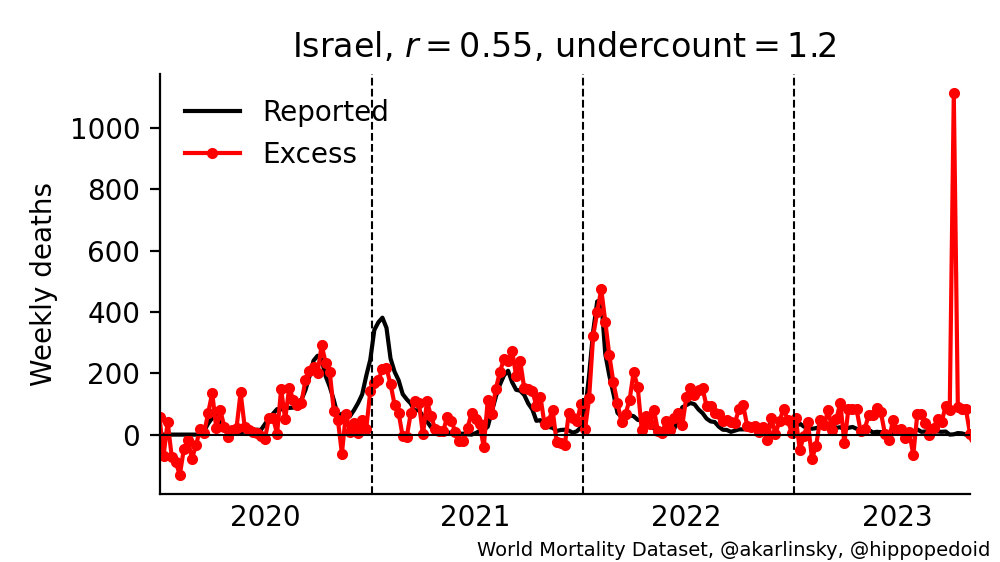 Israel, r = 0.55, undercount = 1.2
Reported
Excess
Weekly deaths
1000
800
600
400
200
0
2020 2021 2022 2023
World Mortality Dataset, @akarlinsky, @hippopedoid